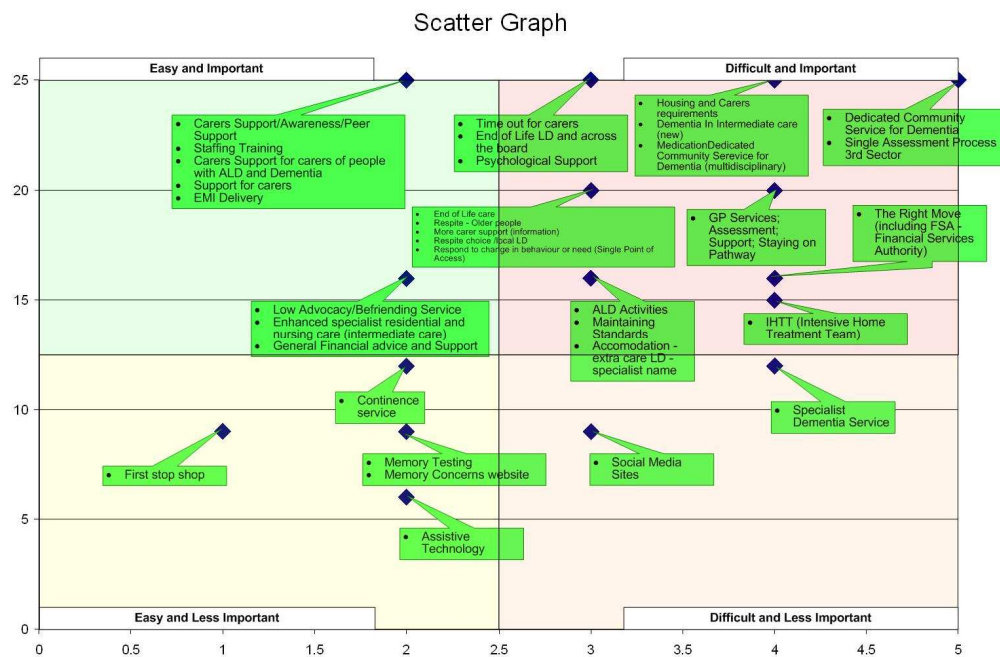 Scatter Graph
Easy and Important
Difficult and Important
25
Carers Support/Awareness/Peer
Support
Staffing Training
Carers Support for carers of people
with ALD and Dementia
Support for carers
EMI Delivery
Time out for carers
End of Life LD and across
the board
Psychological Support
Housing and Carers
requirements
Dementia In Intermediate care
(new)
MedicationDedicated
Community Serevice for
Dementia (multidisciplinary)
Dedicated Community
Service for Dementia
Single Assessment Process
3rd Sector
20
End of Life care
Respite - Older people
More carer support (information)
Respite choice /local LD
Respond to change in behaviour or need (Single Point of
Access)
GP Services;
Assessment;
Support; Staying on
Pathway
The Right Move
(including FSA -
Financial Services
Authority)
15
Low Advocacy/Befriending Service
Enhanced specialist residential and
nursing care (intermediate care)
General Financial advice and Support
ALD Activities
Maintaining
Standards
Accomodation -
extra care LD -
specialist name
IHTT (Intensive Home
Treatment Team)
10
Continence
service
Specialist
Dementia Service
First stop shop
Memory Testing
Memory Concerns website
Social Media
Sites
5
Assistive
Technology
Easy and Less Important
Difficult and Less Important
0
0 0.5 1 1.5 2 2.5 3 3.5 4 4.5 5